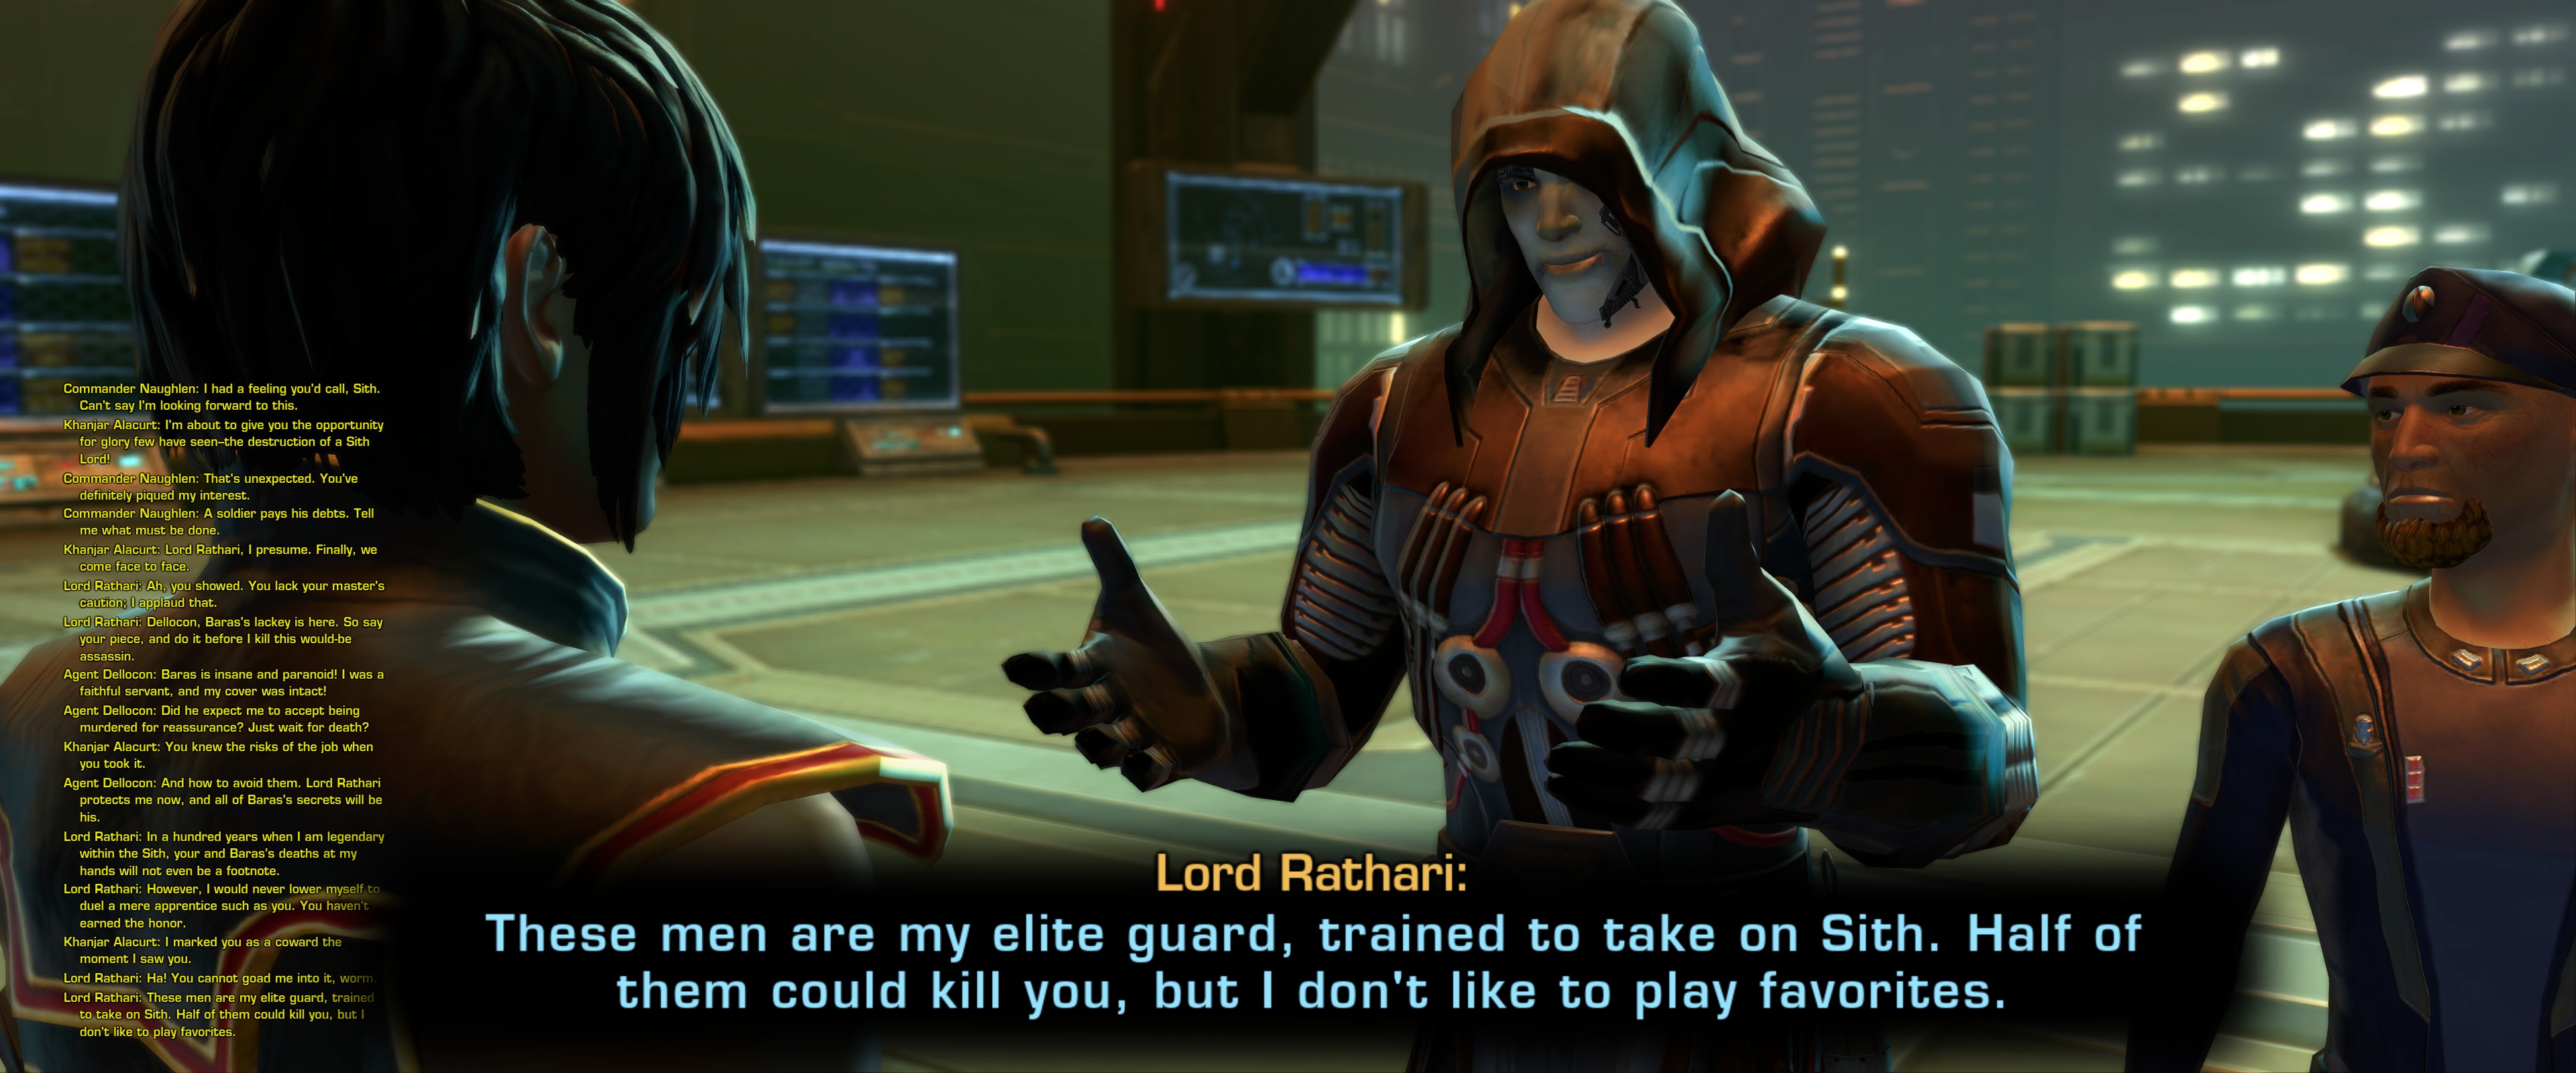 Commander Naughlen: I had a feeling you'd call, Sith.
Can't say I'm looking forward to this.
Khanjar Alacurt: I'm about to give you the opportunity
for glory few have seen--the destruction of a Sith
Lord!
Commander Naughlen: That's unexpected. You've
definitely piqued my interest.
Commander Naughlen: A soldier pays his debts. Tell
me what must be done.
Khanjar Alacurt: Lord Rathari, I presume. Finally, we
come face to face.
Lord Rathari: Ah, you showed. You lack your master's
caution; I applaud that.
Lord Rathari: Dellocon, Baras's lackey is here. So say
your piece, and do it before I kill this would-be
assassin.
Agent Dellocon: Baras is insane and paranoid! I was a
faithful servant, and my cover was intact!
Agent Dellocon: Did he expect me to accept being
murdered for reassurance? Just wait for death?
Khanjar Alacurt: You knew the risks of the job when
you took it.
Agent Dellocon: And how to avoid them. Lord Rathari
protects me now, and all of Baras's secrets will be
his.
Lord Rathari: In a hundred years when I am legendary
within the Sith, your and Baras's deaths at my
hands will not even be a footnote.
Lord Rathari: However, I would never lower myself to
duel a mere apprentice such as you. You haven't
earned the honor.
Khanjar Alacurt: I marked you as a coward the
moment I saw you.
Lord Rathari: Ha! You cannot goad me into it, worm.
Lord Rathari: These men are my elite guard, trained
to take on Sith. Half of them could kill you, but I
don't like to play favorites.
Lord Rathari:
These men are my elite guard, trained to take on Sith. Half of
them could kill you, but I don't like to play favorites.